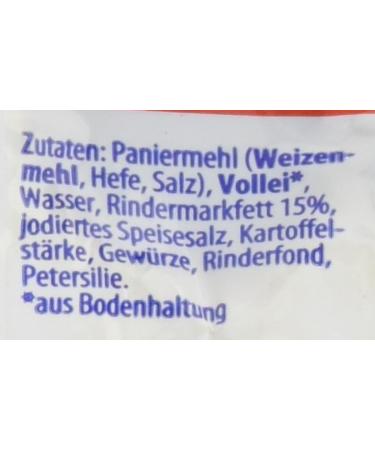 Zutaten: Paniermehl (Weizen-
mehl, Hefe, Salz), Vollei*,
Wasser, Rindermarkfett 15%,
jodiertes Speisesalz, Kartoffel-
stärke, Gewürze, Rinderfond,
Petersilie.
*aus Bodenhaltung